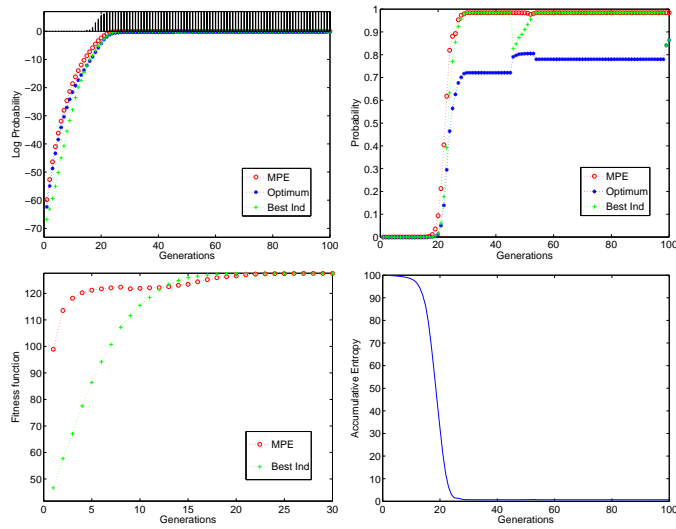 0
−10
−20
−30
−40
−50
−60
−70
0 20 40 60 80 100
Generations
Log Probability
MPE
Optimum
Best Ind
1
0.9
0.8
0.7
0.6
0.5
0.4
0.3
0.2
0.1
0
0 20 40 60 80 100
Generations
Probability
MPE
Optimum
Best Ind
120
110
100
90
80
70
60
50
0 5 10 15 20 25 30
Generations
Fitness function
MPE
Best Ind
100
90
80
70
60
50
40
30
20
10
0
0 20 40 60 80 100
Generations
Accumulative Entropy